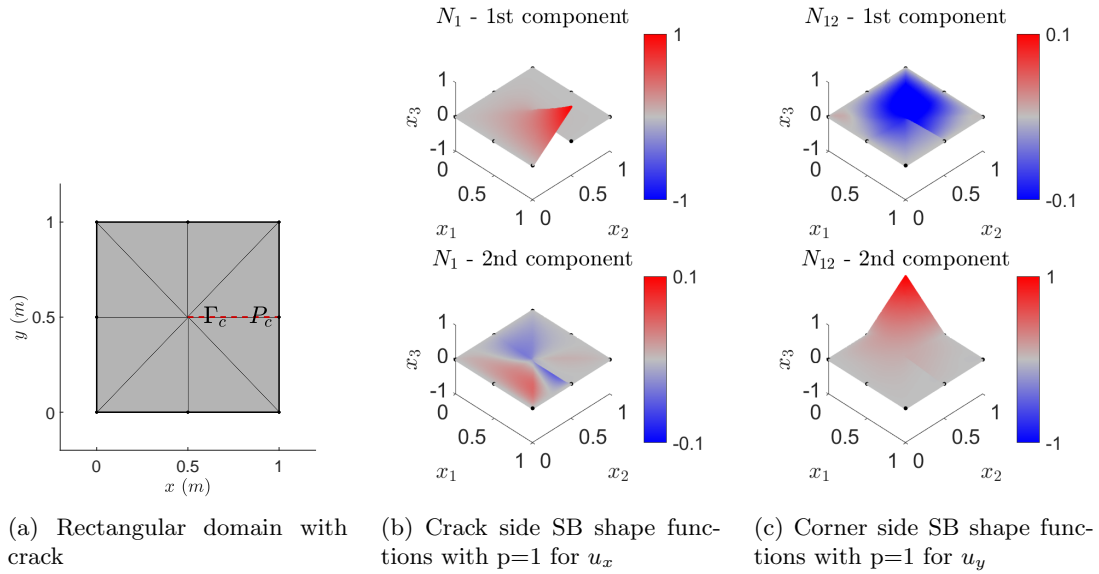 N₁ - 1st component
1
-1
x₃
1
0
-1
0
0.5
1
0
0.5
1
x₁
x₂
N₁₂ - 1st component
0.1
-0.1
x₃
1
0
-1
0
0.5
1
0
0.5
1
x₁
x₂
y (m)
1
0.5
0
0
0.5
1
x (m)
Γc
Pc
N₁ - 2nd component
0.1
-0.1
x₃
1
0
-1
0
0.5
1
0
0.5
1
x₁
x₂
N₁₂ - 2nd component
1
-1
x₃
1
0
-1
0
0.5
1
0
0.5
1
x₁
x₂
(a) Rectangular domain with
crack
(b) Crack side SB shape func-
tions with p=1 for uₓ
(c) Corner side SB shape func-
tions with p=1 for u_y